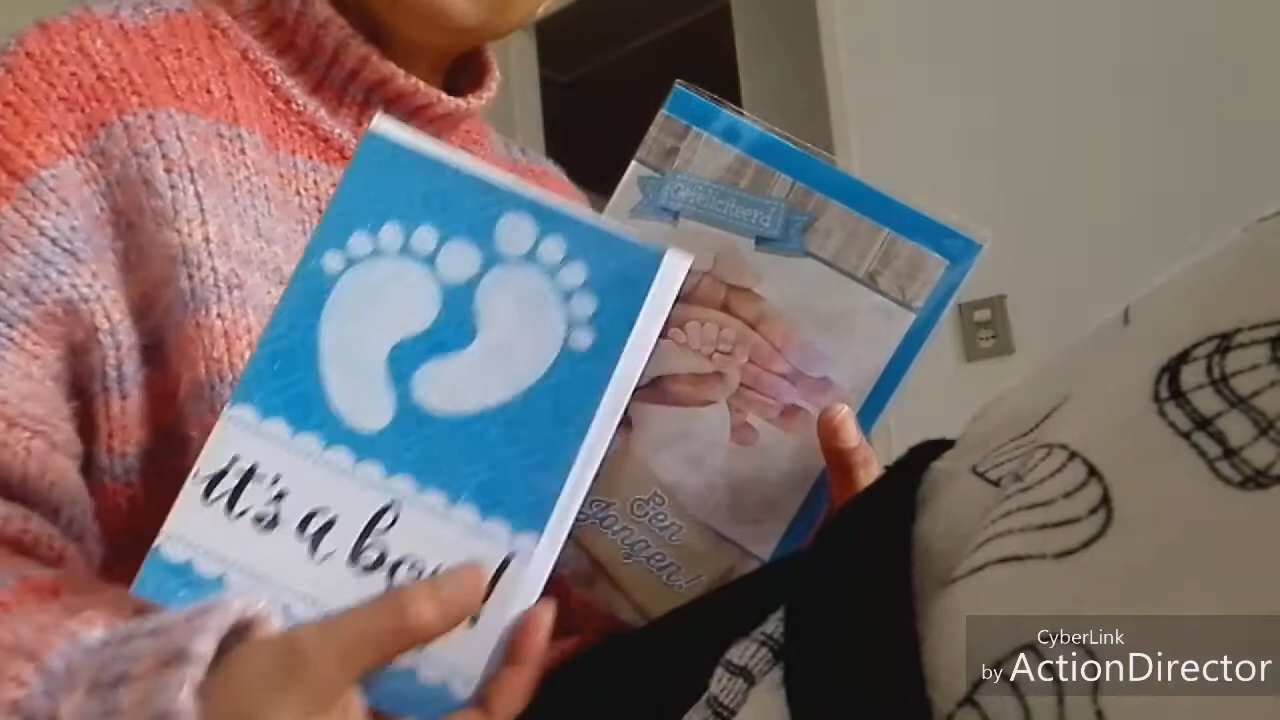 Gefeliciteerd
it's a boy!
Een
Jongen!
CyberLink
by ActionDirector